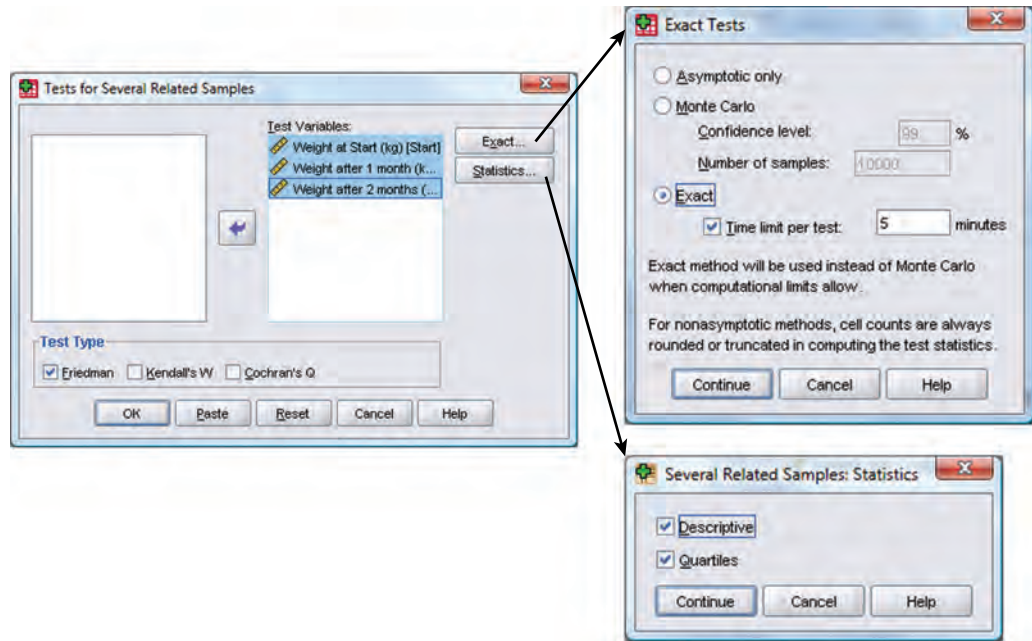 Tests for Several Related Samples
Test Variables:
Weight at Start (kg) [Start]
Weight after 1 month (k...
Weight after 2 months (...
Exact...
Statistics...
Test Type
Friedman
Kendall's W
Cochran's Q
OK
Paste
Reset
Cancel
Help
Exact Tests
Asymptotic only
Monte Carlo
Confidence level: 99 %
Number of samples: 10000
Exact
Time limit per test: 5 minutes
Exact method will be used instead of Monte Carlo
when computational limits allow.
For nonasymptotic methods, cell counts are always
rounded or truncated in computing the test statistics.
Continue
Cancel
Help
Several Related Samples: Statistics
Descriptive
Quartiles
Continue
Cancel
Help